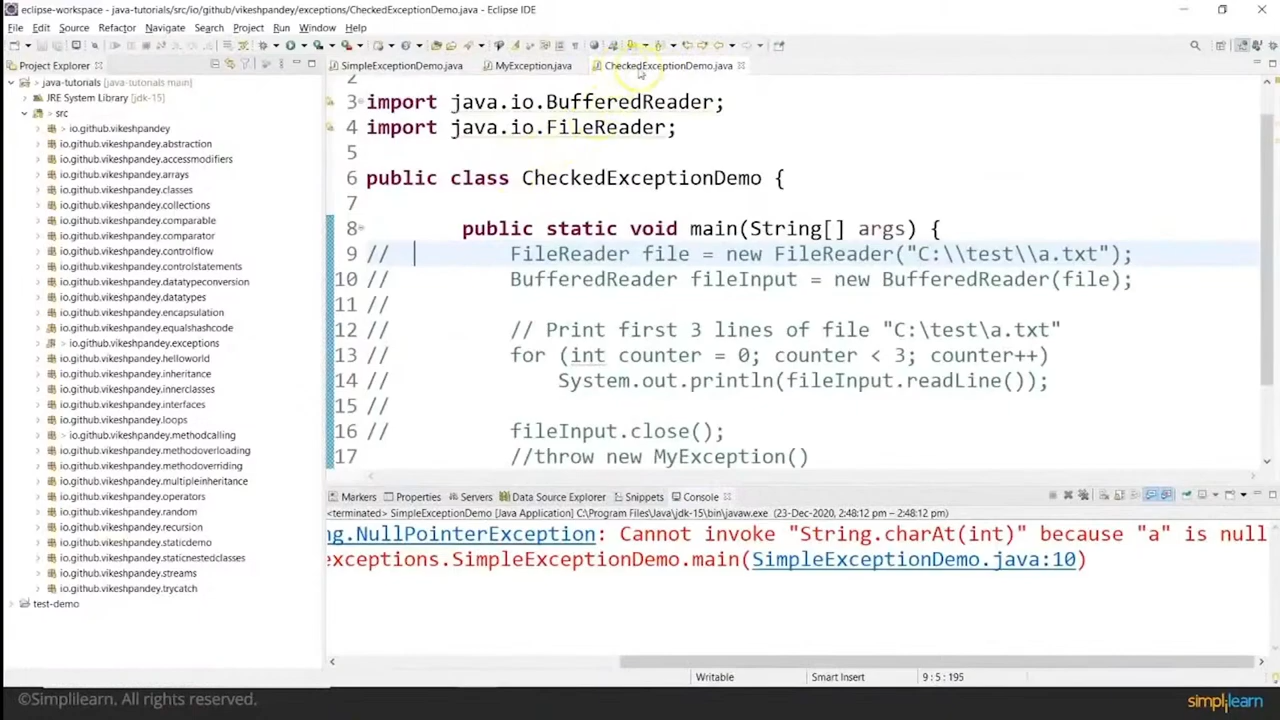 eclipse-workspace - java-tutorials/src/io/github/vikeshpandey/exceptions/CheckedExceptionDemo.java - Eclipse IDE
File Edit Source Refactor Navigate Search Project Run Window Help
Project Explorer
SimpleExceptionDemo.java MyException.java CheckedExceptionDemo.java
java-tutorials (java-tutorials main)
JRE System Library [jdk-15]
src
io.github.vikeshpandey
io.github.vikeshpandey.abstraction
io.github.vikeshpandey.accessmodifiers
io.github.vikeshpandey.arrays
io.github.vikeshpandey.classes
io.github.vikeshpandey.collections
io.github.vikeshpandey.comparable
io.github.vikeshpandey.comparator
io.github.vikeshpandey.controlflow
io.github.vikeshpandey.controlstatements
io.github.vikeshpandey.datatypeconversion
io.github.vikeshpandey.datatypes
io.github.vikeshpandey.encapsulation
io.github.vikeshpandey.equalshashcode
io.github.vikeshpandey.exceptions
io.github.vikeshpandey.helloworld
io.github.vikeshpandey.inheritance
io.github.vikeshpandey.innerclasses
io.github.vikeshpandey.interfaces
io.github.vikeshpandey.loops
io.github.vikeshpandey.methodcalling
io.github.vikeshpandey.methodoverloading
io.github.vikeshpandey.methodoverriding
io.github.vikeshpandey.multipleinheritance
io.github.vikeshpandey.operators
io.github.vikeshpandey.random
io.github.vikeshpandey.recursion
io.github.vikeshpandey.staticdemo
io.github.vikeshpandey.staticnestedclasses
io.github.vikeshpandey.streams
io.github.vikeshpandey.trycatch
test-demo
2
3 import java.io.BufferedReader;
4 import java.io.FileReader;
5
6 public class CheckedExceptionDemo {
7
8 public static void main(String[] args) {
9 // FileReader file = new FileReader("C:\\test\\a.txt");
10 // BufferedReader fileInput = new BufferedReader(file);
11 //
12 // // Print first 3 lines of file "C:\test\a.txt"
13 // for (int counter = 0; counter < 3; counter++)
14 // System.out.println(fileInput.readLine());
15 //
16 // fileInput.close();
17 //throw new MyException()
Markers Properties Servers Data Source Explorer Snippets Console
<terminated> SimpleExceptionDemo [Java Application] C:\Program Files\Java\jdk-15\bin\javaw.exe (23-Dec-2020, 2:48:12 pm – 2:48:12 pm)
ng.NullPointerException: Cannot invoke "String.charAt(int)" because "a" is null
exceptions.SimpleExceptionDemo.main(SimpleExceptionDemo.java:10)
Writable Smart Insert 9 : 5 : 195
©Simplilearn. All rights reserved.
simplilearn